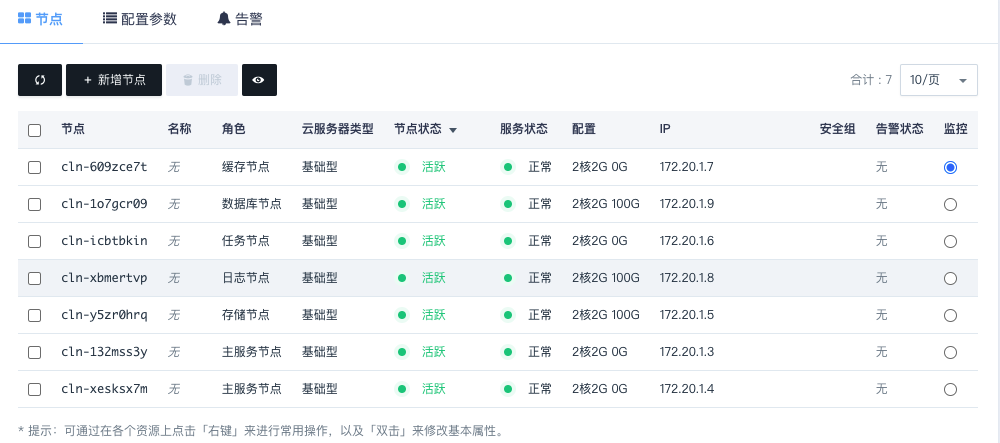 节点 配置参数 告警
+ 新增节点 删除 合计：7 10/页
节点 名称 角色 云服务器类型 节点状态 服务状态 配置 IP 安全组 告警状态 监控
cln-609zce7t 无 缓存节点 基础型 活跃 正常 2核2G 0G 172.20.1.7 无
cln-1o7gcr09 无 数据库节点 基础型 活跃 正常 2核2G 100G 172.20.1.9 无
cln-icbtbkin 无 任务节点 基础型 活跃 正常 2核2G 0G 172.20.1.6 无
cln-xbmertvp 无 日志节点 基础型 活跃 正常 2核2G 100G 172.20.1.8 无
cln-y5zr0hrq 无 存储节点 基础型 活跃 正常 2核2G 100G 172.20.1.5 无
cln-132mss3y 无 主服务节点 基础型 活跃 正常 2核2G 0G 172.20.1.3 无
cln-xesksx7m 无 主服务节点 基础型 活跃 正常 2核2G 0G 172.20.1.4 无
* 提示：可通过在各个资源上点击「右键」来进行常用操作，以及「双击」来修改基本属性。